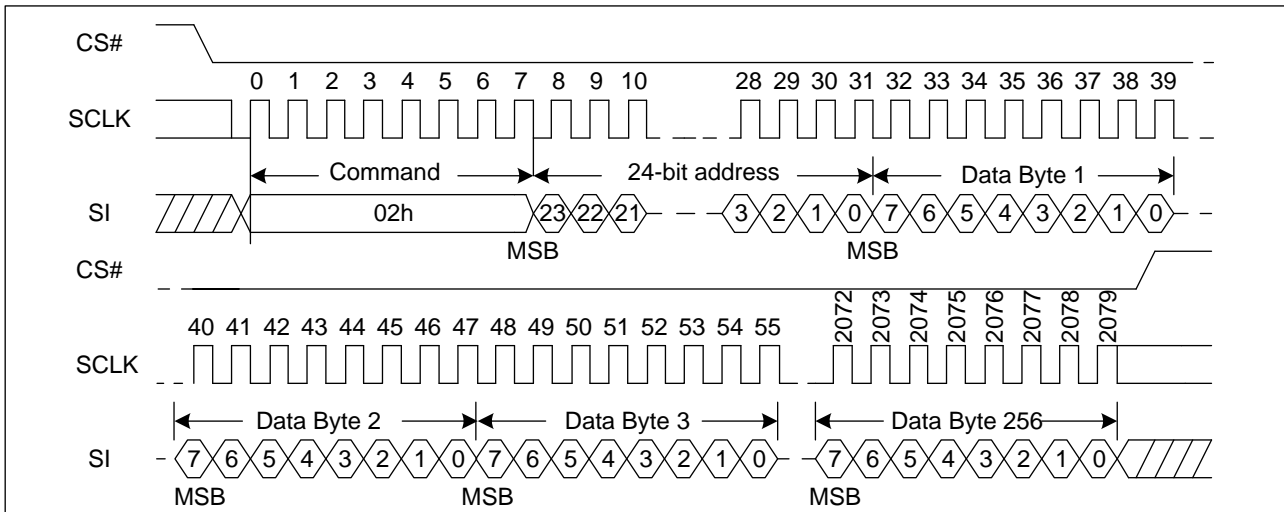 CS#
0 1 2 3 4 5 6 7 8 9 10 28 29 30 31 32 33 34 35 36 37 38 39
SCLK
Command 24-bit address Data Byte 1
SI 02h 23 22 21 3 2 1 0 7 6 5 4 3 2 1 0
MSB MSB
CS#
40 41 42 43 44 45 46 47 48 49 50 51 52 53 54 55 2072 2073 2074 2075 2076 2077 2078 2079
SCLK
Data Byte 2 Data Byte 3 Data Byte 256
SI 7 6 5 4 3 2 1 0 7 6 5 4 3 2 1 0 7 6 5 4 3 2 1 0
MSB MSB MSB